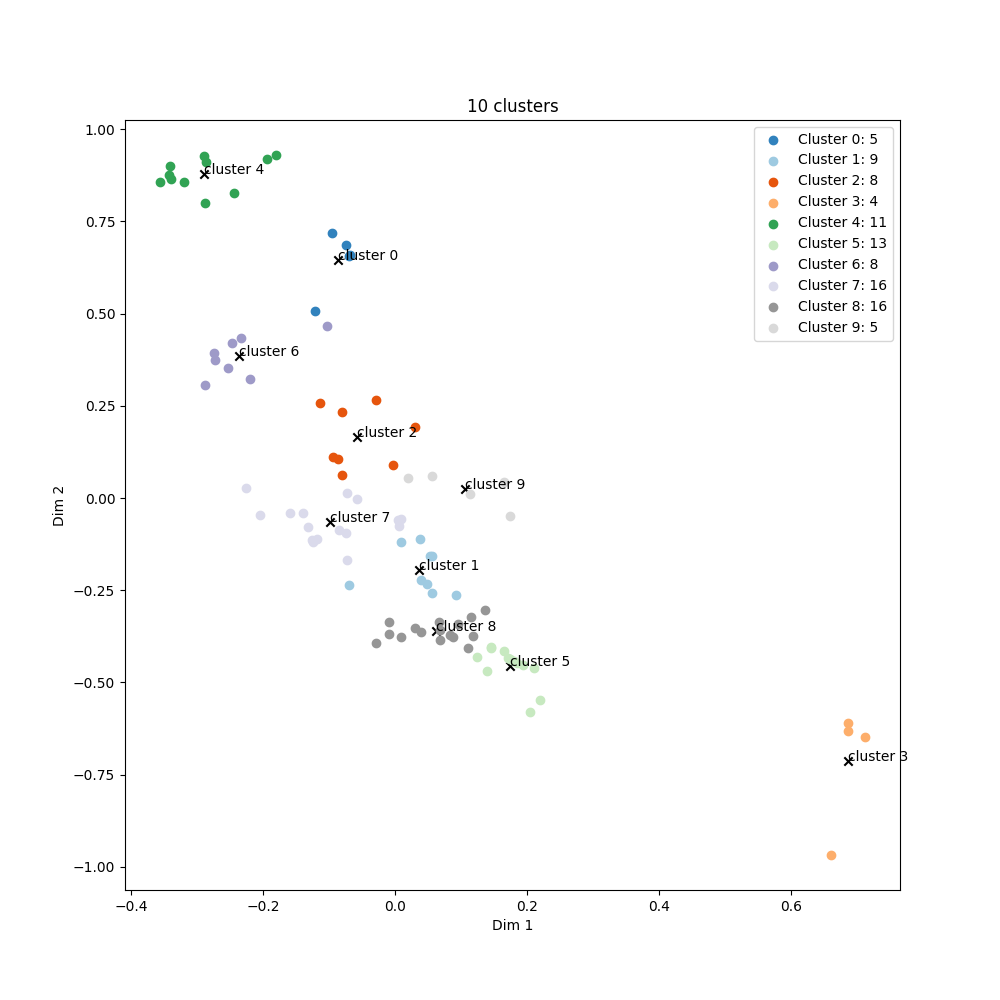 10 clusters
Cluster 0: 5
Cluster 1: 9
Cluster 2: 8
Cluster 3: 4
Cluster 4: 11
Cluster 5: 13
Cluster 6: 8
Cluster 7: 16
Cluster 8: 16
Cluster 9: 5
1.00
0.75
0.50
0.25
0.00
−0.25
−0.50
−0.75
−1.00
Dim 2
cluster 4
cluster 0
cluster 6
cluster 2
cluster 9
cluster 7
cluster 1
cluster 8
cluster 5
cluster 3
−0.4
−0.2
0.0
0.2
0.4
0.6
Dim 1